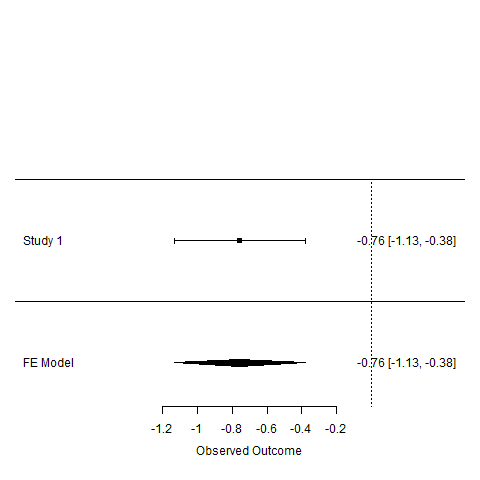 Study 1 -0.76 [-1.13, -0.38]
FE Model -0.76 [-1.13, -0.38]
-1.2 -1 -0.8 -0.6 -0.4 -0.2
Observed Outcome